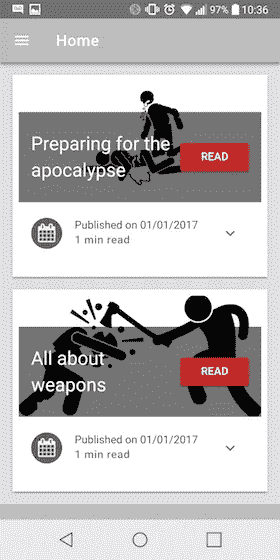 97% 10:36
Home
Preparing for the
apocalypse
READ
Published on 01/01/2017
1 min read
All about
weapons
READ
Published on 01/01/2017
1 min read